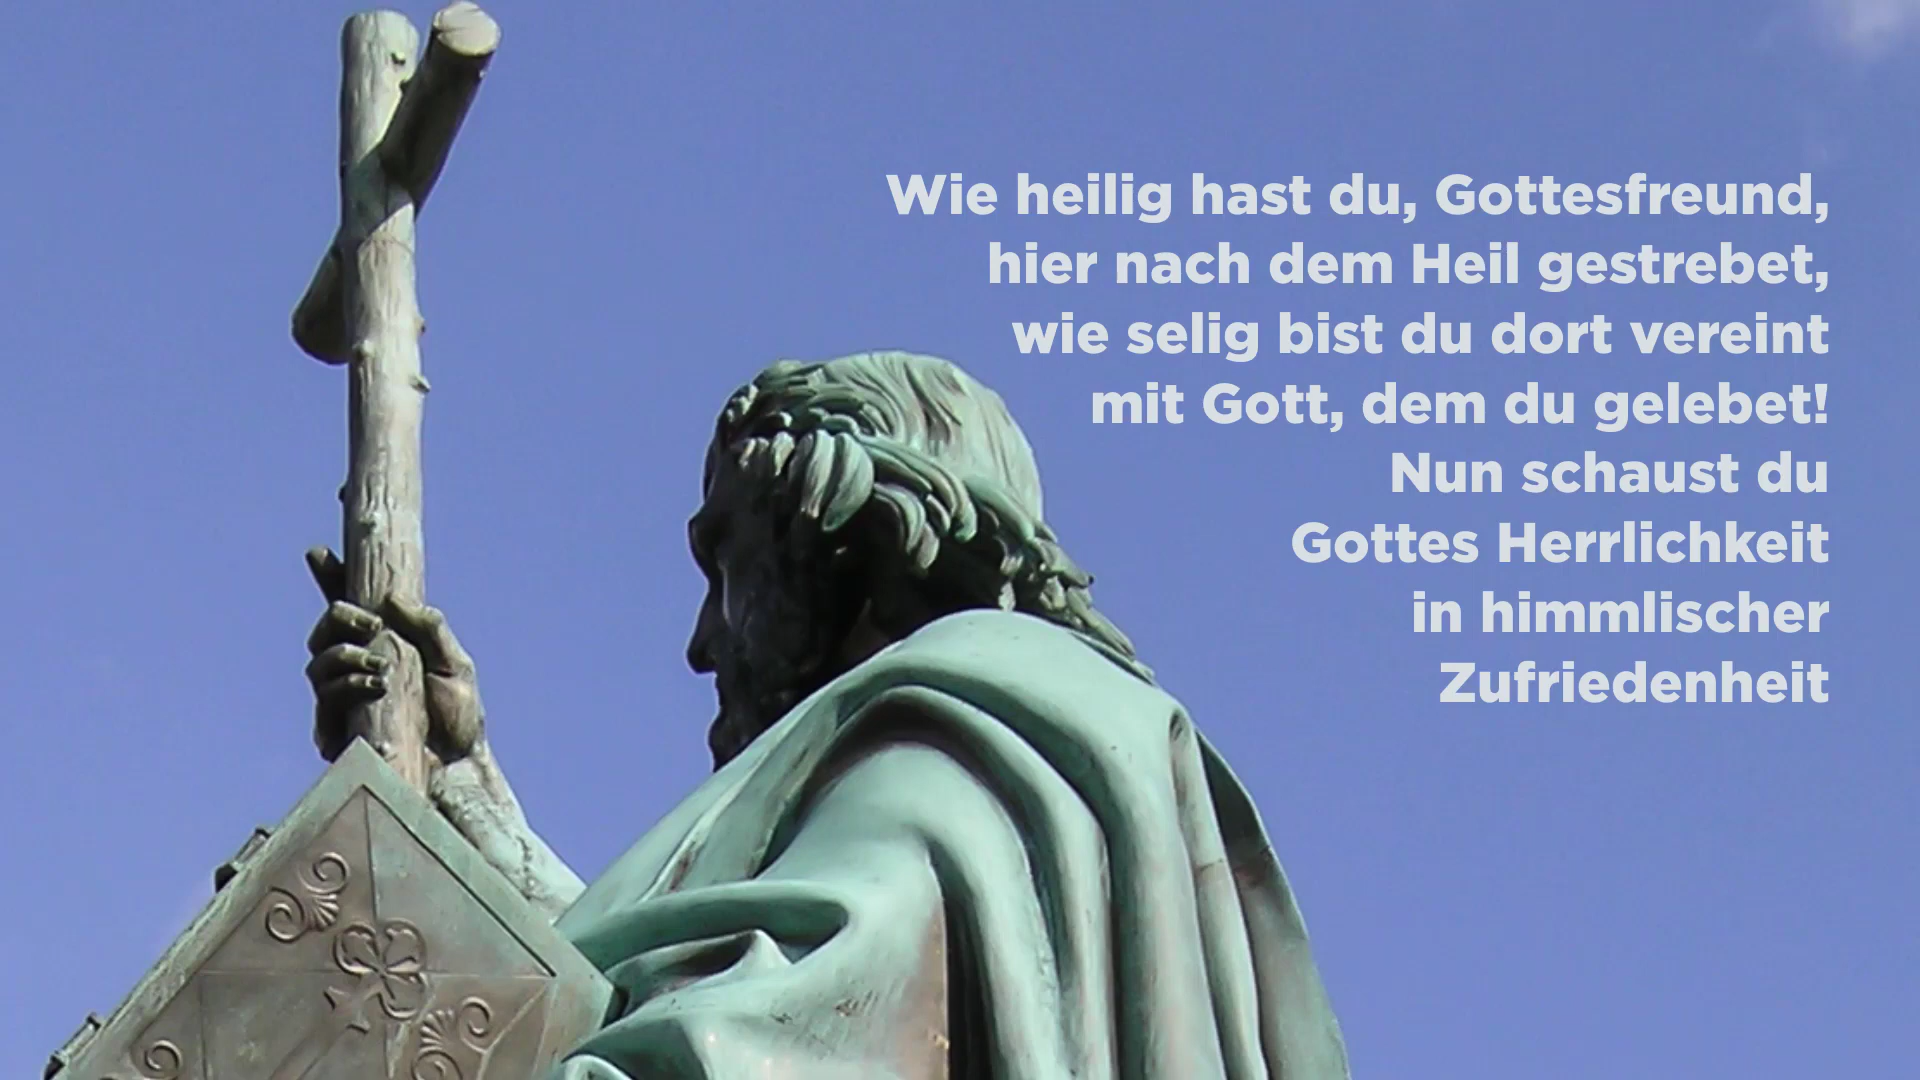 Wie heilig hast du, Gottesfreund,
hier nach dem Heil gestrebet,
wie selig bist du dort vereint
mit Gott, dem du gelebet!
Nun schaust du
Gottes Herrlichkeit
in himmlischer
Zufriedenheit